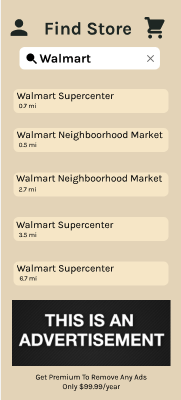 Find Store
Walmart
Walmart Supercenter
0.7 mi
Walmart Neighboorhood Market
0.5 mi
Walmart Neighboorhood Market
2.7 mi
Walmart Supercenter
3.5 mi
Walmart Supercenter
6.7 mi
THIS IS AN
ADVERTISEMENT
Get Premium To Remove Any Ads
Only $99.99/year